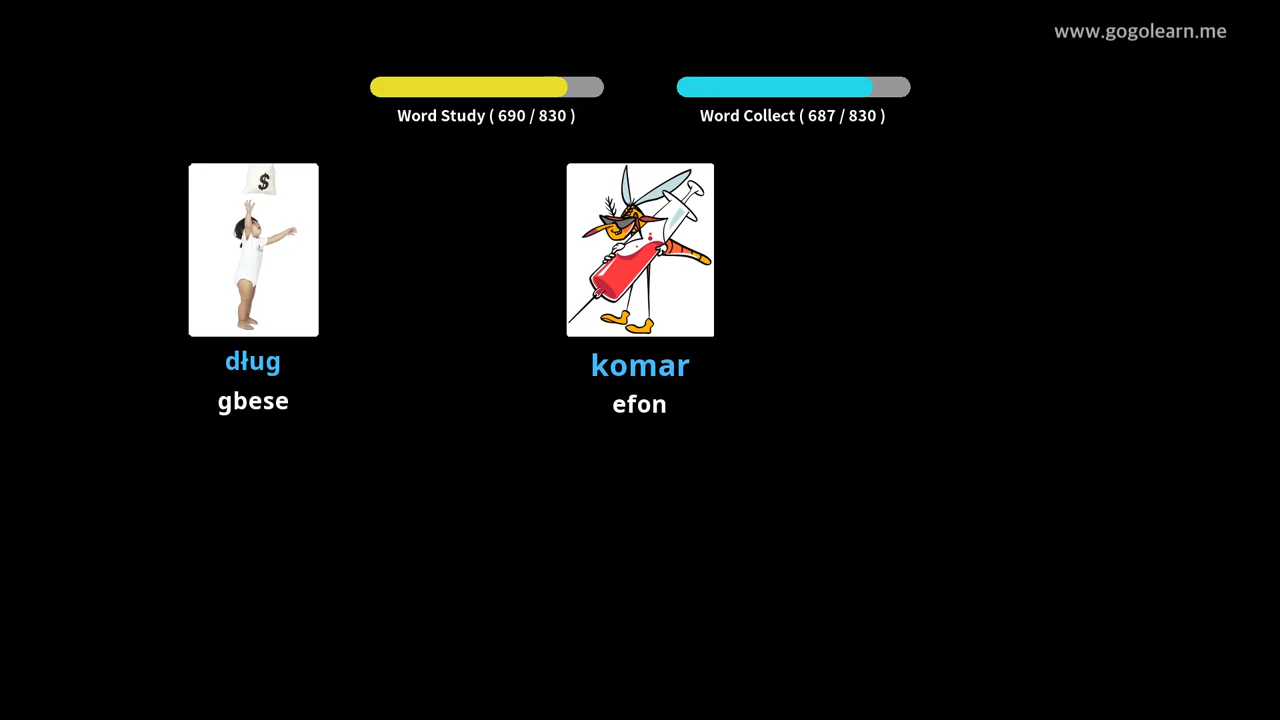 www.gogolearn.me
Word Study ( 690 / 830 )
Word Collect ( 687 / 830 )
$
dług
komar
gbese
efon